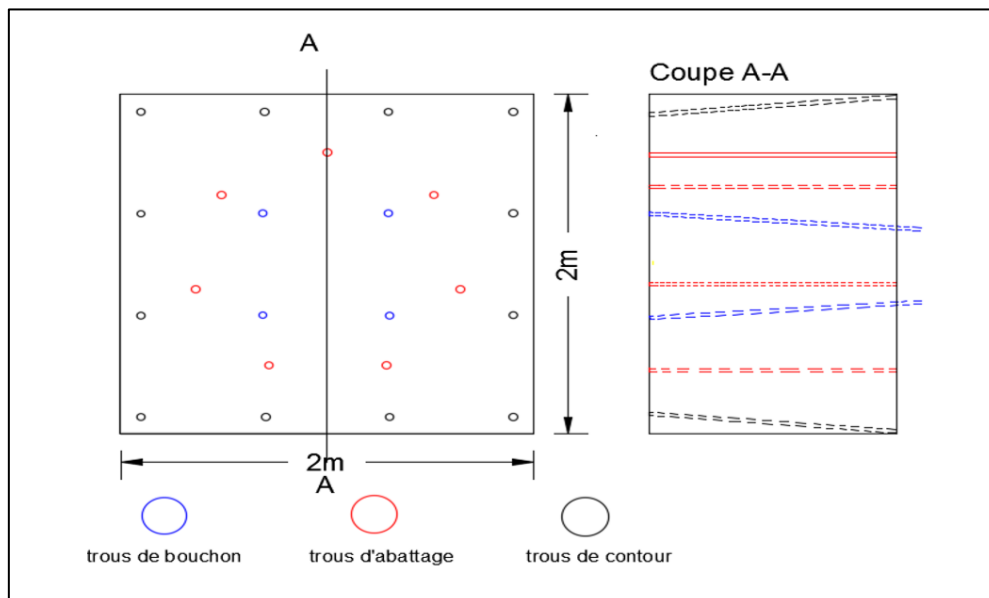 A
Coupe A-A
2m
2m
A
trous de bouchon
trous d'abattage
trous de contour